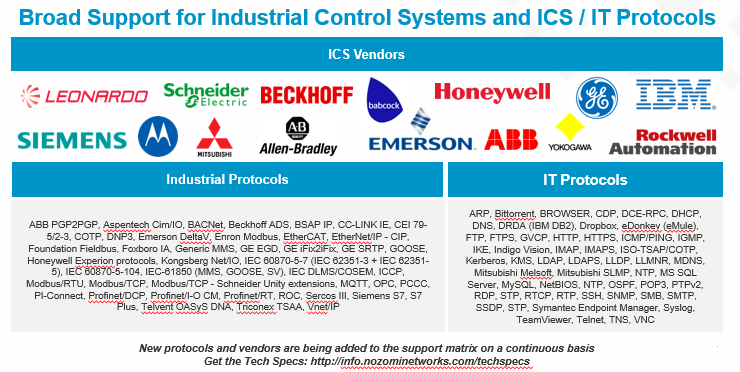 Broad Support for Industrial Control Systems and ICS / IT Protocols
ICS Vendors
LEONARDO
Schneider
Electric
BECKHOFF
babcock
Honeywell
GE
IBM
SIEMENS
MITSUBISHI
AB
Allen-Bradley
EMERSON
ABB
YOKOGAWA
Rockwell
Automation
Industrial Protocols
ABB PGP2PGP, Aspentech Cim/IO, BACNet, Beckhoff ADS, BSAP IP, CC-LINK IE, CEI 79-
5/2-3, COTP, DNP3, Emerson DeltaV, Enron Modbus, EtherCAT, EtherNet/IP - CIP,
Foundation Fieldbus, Foxboro IA, Generic MMS, GE EGD, GE iFix2iFix, GE SRTP, GOOSE,
Honeywell Experion protocols, Kongsberg Net/IO, IEC 60870-5-7 (IEC 62351-3 + IEC 62351-
5), IEC 60870-5-104, IEC-61850 (MMS, GOOSE, SV), IEC DLMS/COSEM, ICCP,
Modbus/RTU, Modbus/TCP, Modbus/TCP - Schneider Unity extensions, MQTT, OPC, PCCC,
PI-Connect, Profinet/DCP, Profinet/I-O CM, Profinet/RT, ROC, Sercos III, Siemens S7, S7
Plus, Telvent OASyS DNA, Triconex TSAA, Vnet/IP
IT Protocols
ARP, Bittorrent, BROWSER, CDP, DCE-RPC, DHCP,
DNS, DRDA (IBM DB2), Dropbox, eDonkey (eMule),
FTP, FTPS, GVCP, HTTP, HTTPS, ICMP/PING, IGMP,
IKE, Indigo Vision, IMAP, IMAPS, ISO-TSAP/COTP,
Kerberos, KMS, LDAP, LDAPS, LLDP, LLMNR, MDNS,
Mitsubishi Melsoft, Mitsubishi SLMP, NTP, MS SQL
Server, MySQL, NetBIOS, NTP, OSPF, POP3, PTPv2,
RDP, STP, RTCP, RTP, SSH, SNMP, SMB, SMTP,
SSDP, STP, Symantec Endpoint Manager, Syslog,
TeamViewer, Telnet, TNS, VNC
New protocols and vendors are being added to the support matrix on a continuous basis
Get the Tech Specs: http://info.nozominetworks.com/techspecs